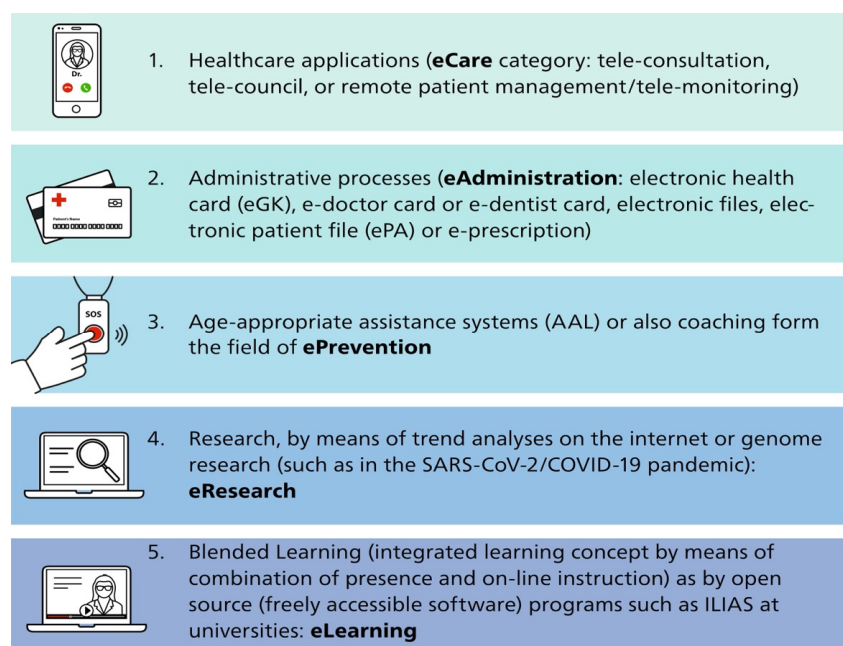 Dr.
1. Healthcare applications (eCare category: tele-consultation,
tele-council, or remote patient management/tele-monitoring)
Patient's Name
0000 0000 0000 0000
2. Administrative processes (eAdministration: electronic health
card (eGK), e-doctor card or e-dentist card, electronic files, elec-
tronic patient file (ePA) or e-prescription)
SOS
3. Age-appropriate assistance systems (AAL) or also coaching form
the field of ePrevention
4. Research, by means of trend analyses on the internet or genome
research (such as in the SARS-CoV-2/COVID-19 pandemic):
eResearch
5. Blended Learning (integrated learning concept by means of
combination of presence and on-line instruction) as by open
source (freely accessible software) programs such as ILIAS at
universities: eLearning